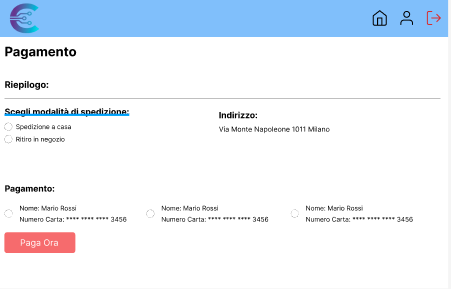 Pagamento
Riepilogo:
Scegli modalità di spedizione:
Spedizione a casa
Ritiro in negozio
Indirizzo:
Via Monte Napoleone 1011 Milano
Pagamento:
Nome: Mario Rossi
Numero Carta: **** **** **** 3456
Nome: Mario Rossi
Numero Carta: **** **** **** 3456
Nome: Mario Rossi
Numero Carta: **** **** **** 3456
Paga Ora